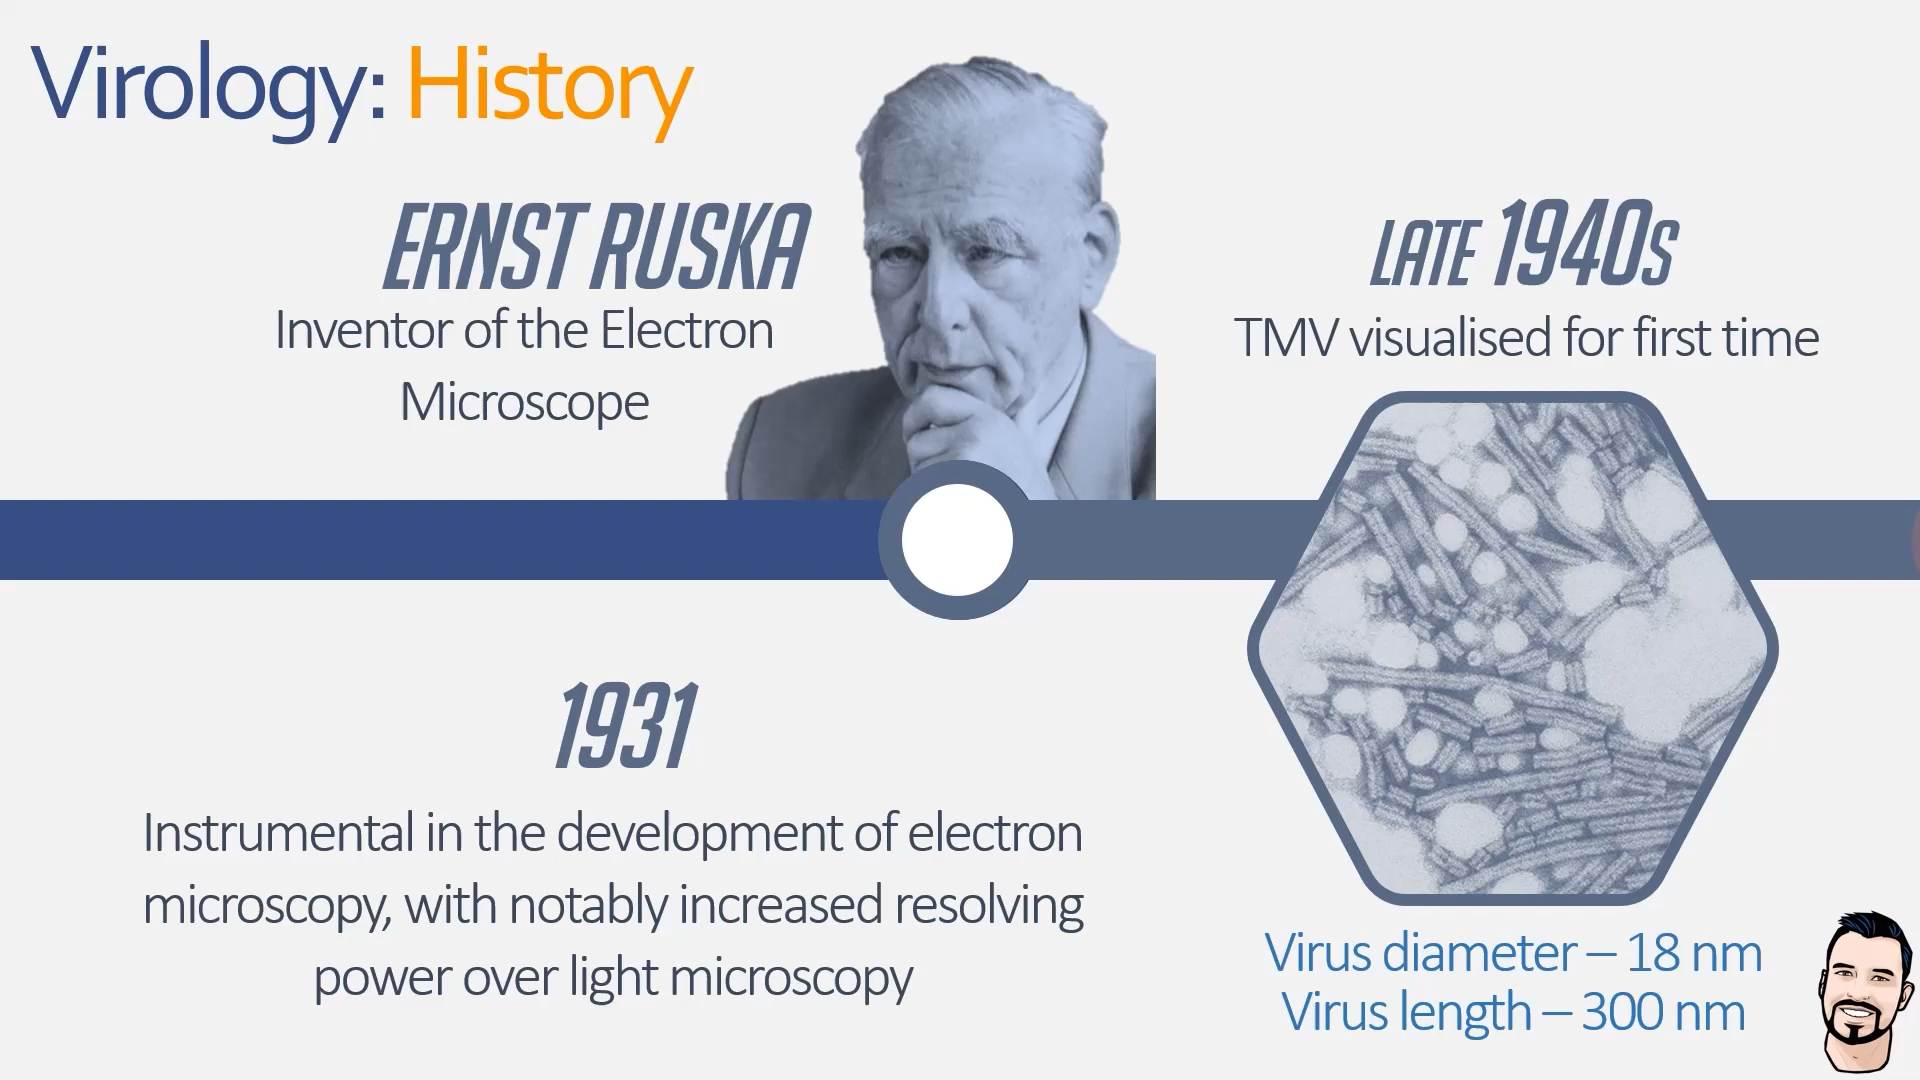 Virology: History
ERNST RUSKA
Inventor of the Electron
Microscope
1931
Instrumental in the development of electron
microscopy, with notably increased resolving
power over light microscopy
LATE 1940s
TMV visualised for first time
Virus diameter – 18 nm
Virus length – 300 nm